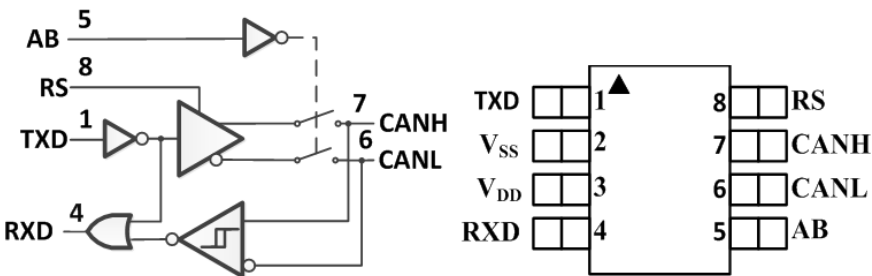 AB 5
RS 8
TXD 1
7 CANH
6 CANL
RXD 4
TXD 1 8 RS
VSS 2 7 CANH
VDD 3 6 CANL
RXD 4 5 AB